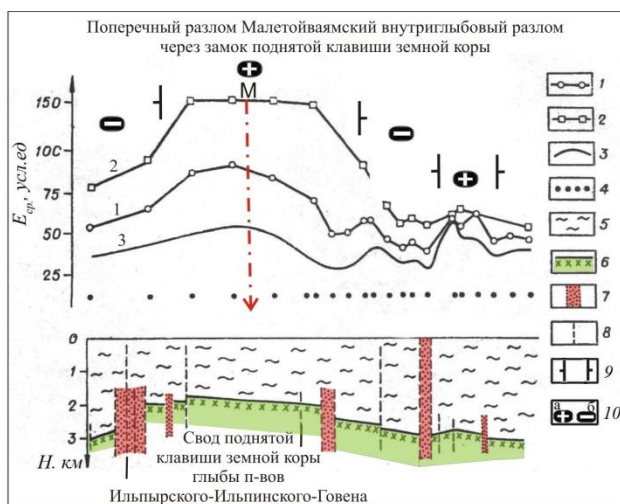 Поперечный разлом Малетойваямский внутриглыбовый разлом
через замок поднятой клавиши земной коры
М
Eср, усл.ед
150
100
75
50
25
2
1
3
0
1
2
3
Н. км
Свод поднятой
клавиши земной коры
глыбы п-вов
Ильпырского-Ильпинского-Говена
1
2
3
4
5
6
7
8
9
а б 10